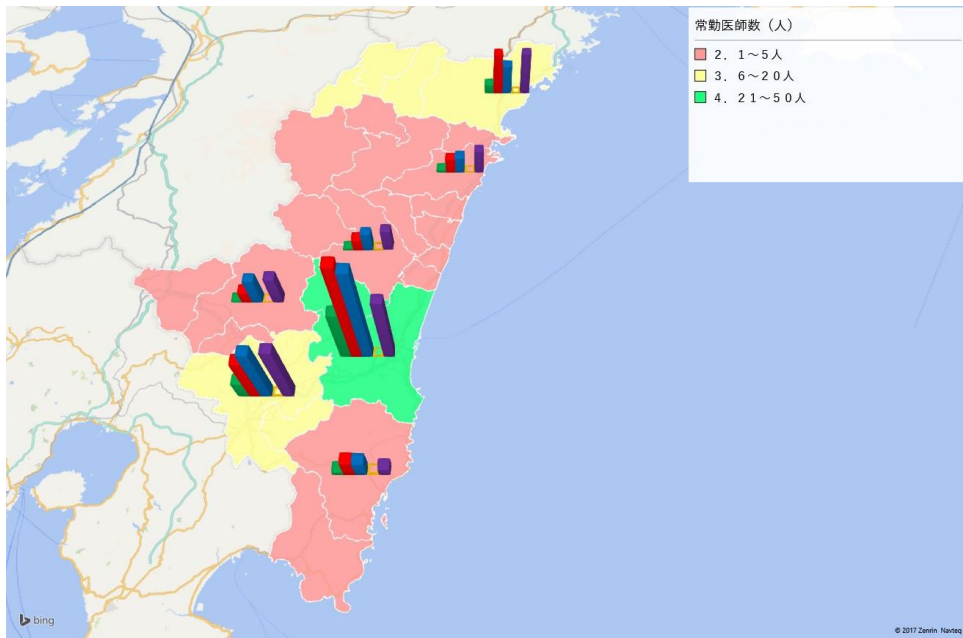 常勤医師数（人）
2．1～5人
3．6～20人
4．21～50人
bing
© 2017 Zenrin Navteq